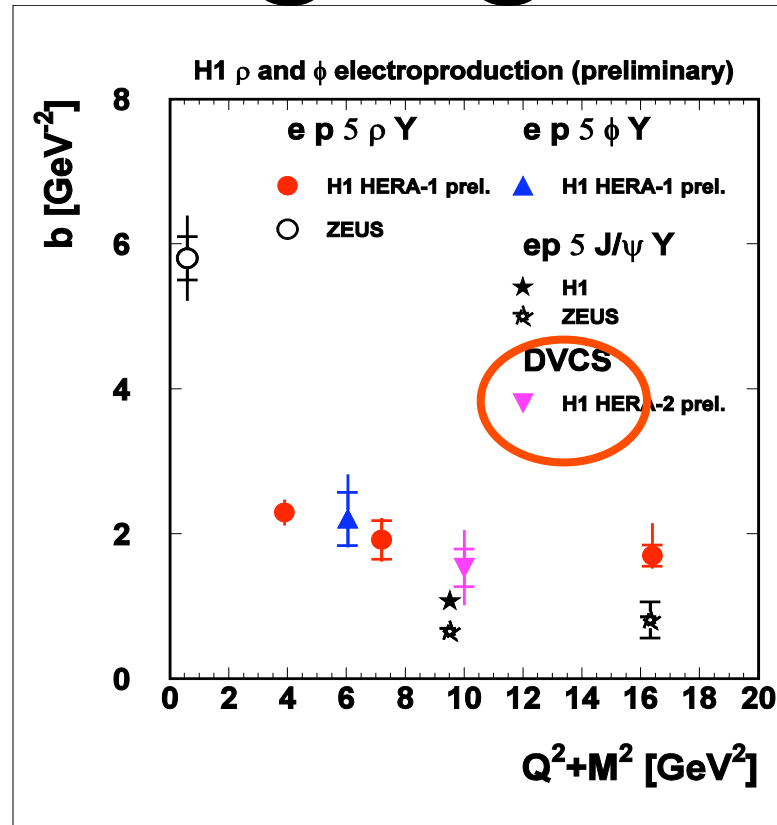 H1 ρ and ϕ electroproduction (preliminary)
b [GeV⁻²]
8
6
4
2
0
e p 5 ρ Y
H1 HERA-1 prel.
ZEUS
e p 5 ϕ Y
H1 HERA-1 prel.
ep 5 J/ψ Y
H1
ZEUS
DVCS
H1 HERA-2 prel.
0 2 4 6 8 10 12 14 16 18 20
Q²+M² [GeV²]